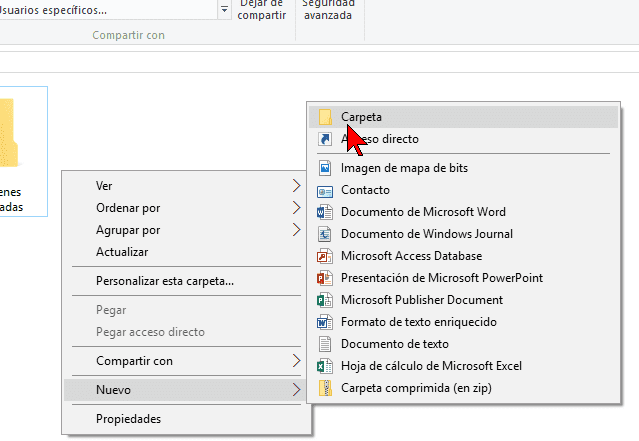 Usuarios específicos...
Dejar de
compartir
Seguridad
avanzada
Compartir con
Ver
Ordenar por
Agrupar por
Actualizar
Personalizar esta carpeta...
Pegar
Pegar acceso directo
Compartir con
Nuevo
Propiedades
Carpeta
Acceso directo
Imagen de mapa de bits
Contacto
Documento de Microsoft Word
Documento de Windows Journal
Microsoft Access Database
Presentación de Microsoft PowerPoint
Microsoft Publisher Document
Formato de texto enriquecido
Documento de texto
Hoja de cálculo de Microsoft Excel
Carpeta comprimida (en zip)